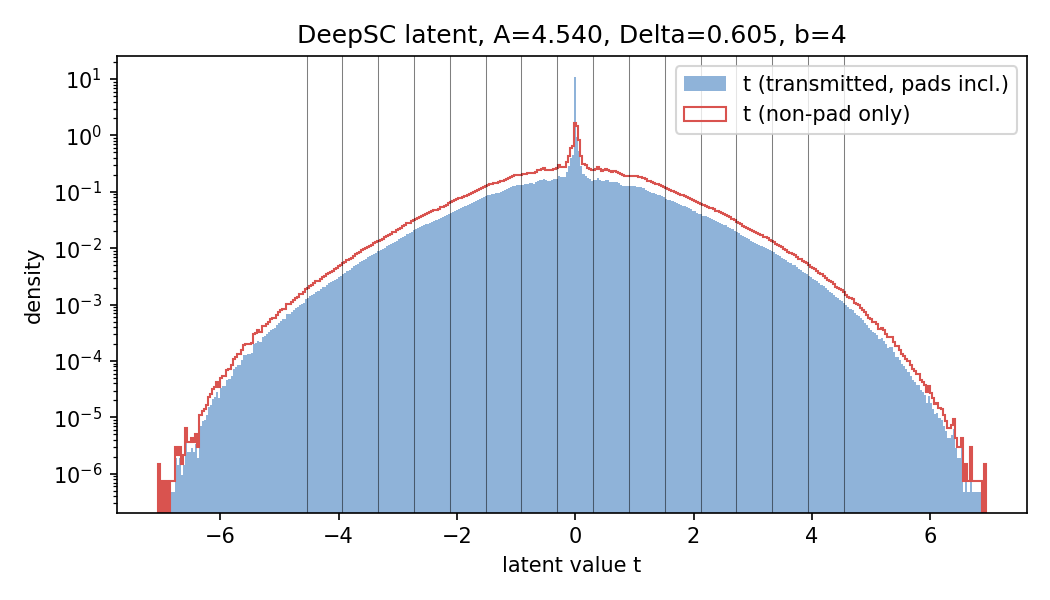 DeepSC latent, A=4.540, Delta=0.605, b=4
t (transmitted, pads incl.)
t (non-pad only)
density
10¹
10⁰
10⁻¹
10⁻²
10⁻³
10⁻⁴
10⁻⁵
10⁻⁶
−6 −4 −2 0 2 4 6
latent value t